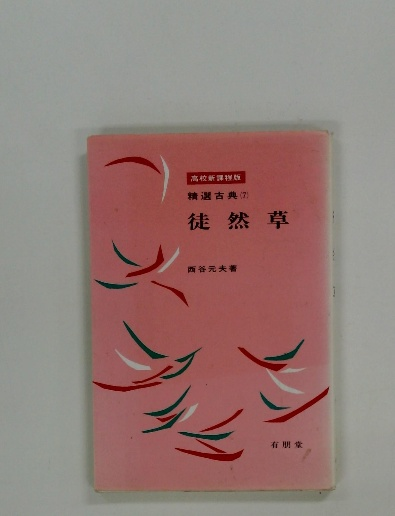 高校新課程版
精選古典(7)
徒然草
西谷元夫著
有朋堂